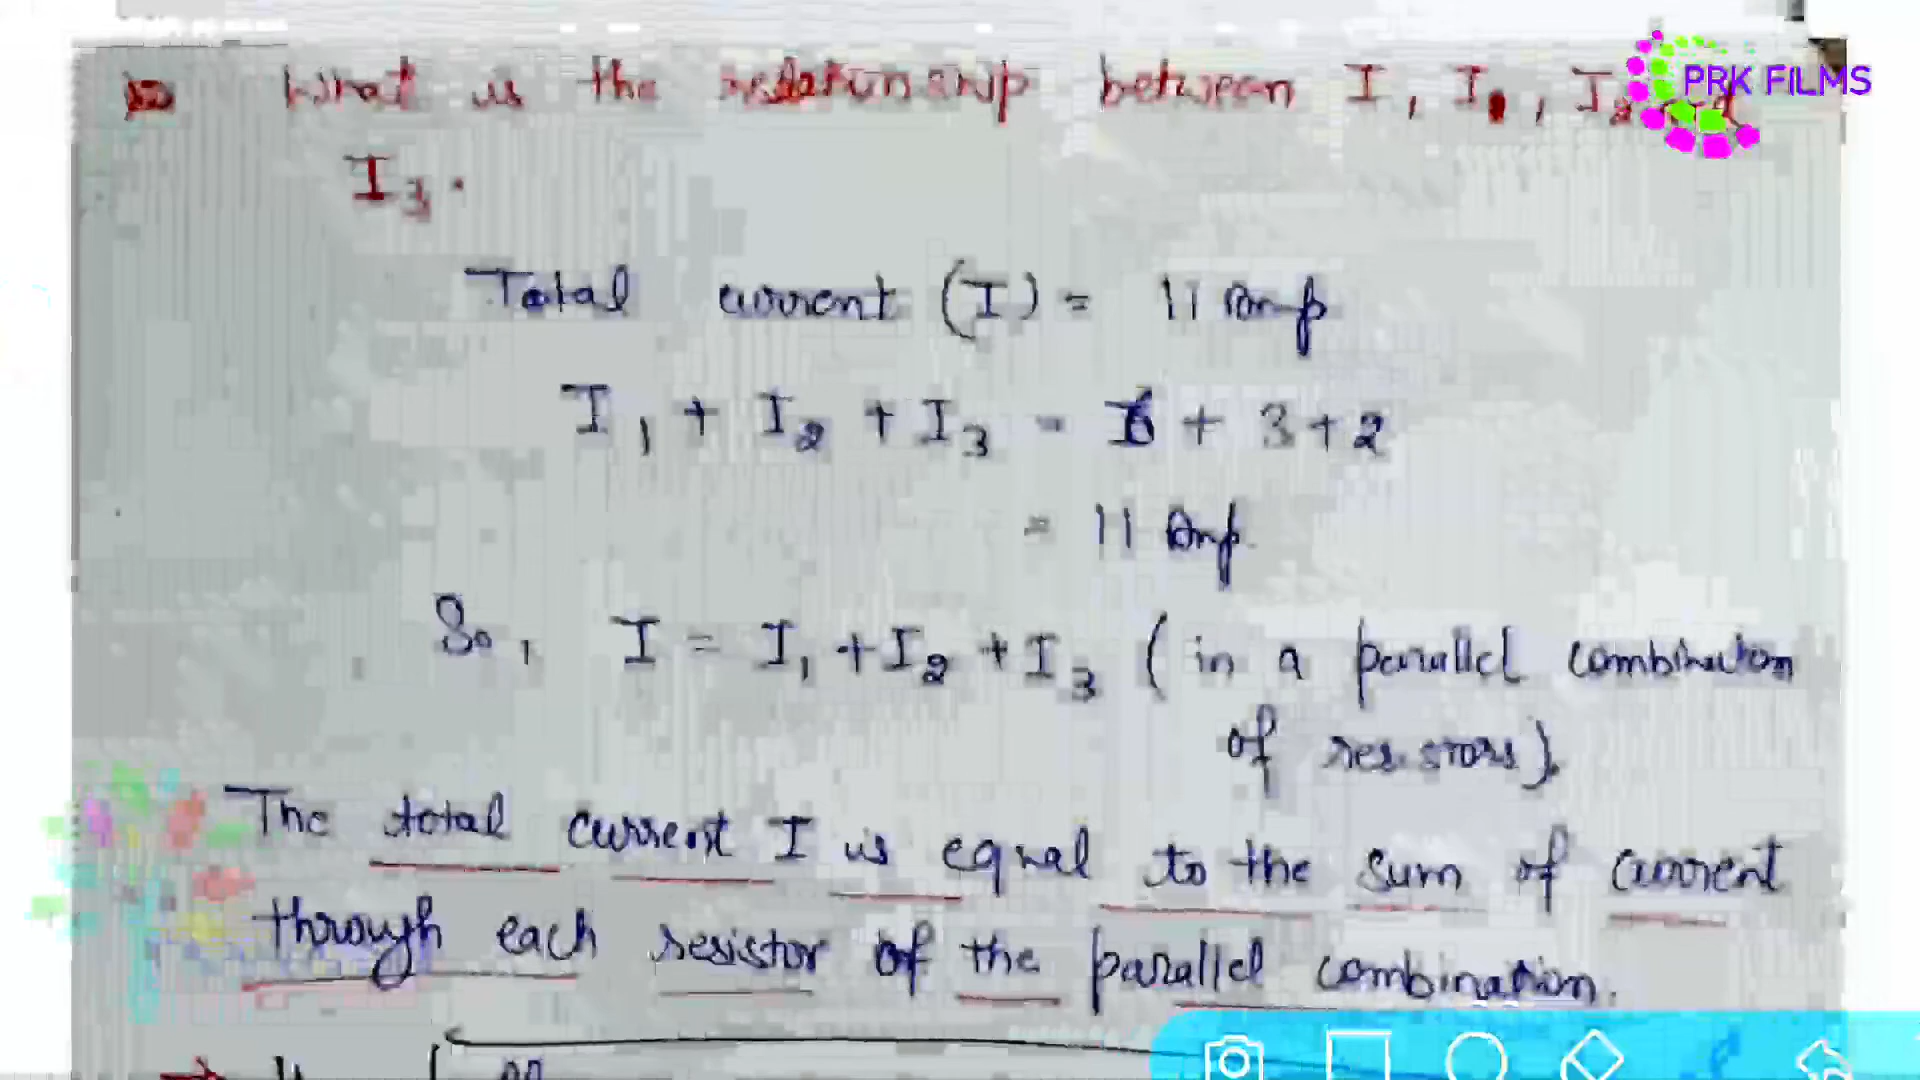 What is the relationship between I, I1, I2 and
PRK FILMS
I3.
Total current (I) = 11 Amp
I1 + I2 + I3 = 6 + 3+2
= 11 Amp.
So, I = I1 +I2 +I3 (in a parallel combination
of resistors).
The total current I is equal to the sum of current
through each resistor of the parallel combination.